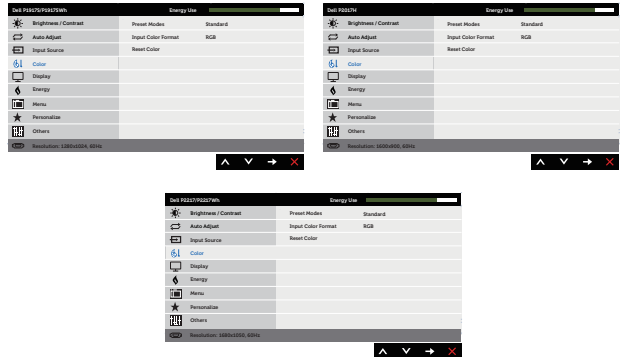 Dell P1917S/P1917SWh Energy Use
Brightness / Contrast Preset Modes Standard
Auto Adjust Input Color Format RGB
Input Source Reset Color
Color
Display
Energy
Menu
Personalize
Others
Resolution: 1280x1024, 60Hz
Dell P2017H Energy Use
Brightness / Contrast Preset Modes Standard
Auto Adjust Input Color Format RGB
Input Source Reset Color
Color
Display
Energy
Menu
Personalize
Others
Resolution: 1600x900, 60Hz
Dell P2217/P2217Wh Energy Use
Brightness / Contrast Preset Modes Standard
Auto Adjust Input Color Format RGB
Input Source Reset Color
Color
Display
Energy
Menu
Personalize
Others
Resolution: 1680x1050, 60Hz